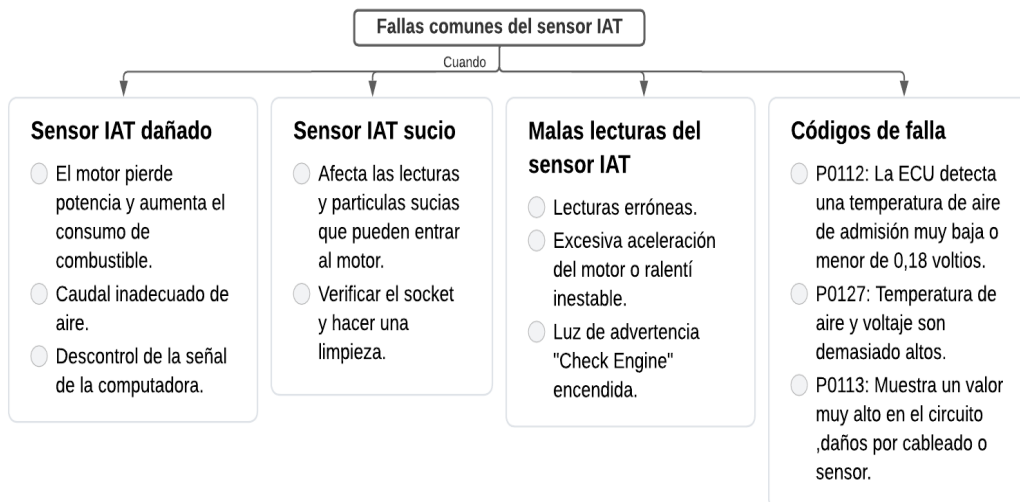 Fallas comunes del sensor IAT
Cuando
Sensor IAT dañado
El motor pierde
potencia y aumenta el
consumo de
combustible.
Caudal inadecuado de
aire.
Descontrol de la señal
de la computadora.
Sensor IAT sucio
Afecta las lecturas
y particulas sucias
que pueden entrar
al motor.
Verificar el socket
y hacer una
limpieza.
Malas lecturas del
sensor IAT
Lecturas erróneas.
Excesiva aceleración
del motor o ralentí
inestable.
Luz de advertencia
"Check Engine"
encendida.
Códigos de falla
P0112: La ECU detecta
una temperatura de aire
de admisión muy baja o
menor de 0,18 voltios.
P0127: Temperatura de
aire y voltaje son
demasiado altos.
P0113: Muestra un valor
muy alto en el circuito
,daños por cableado o
sensor.